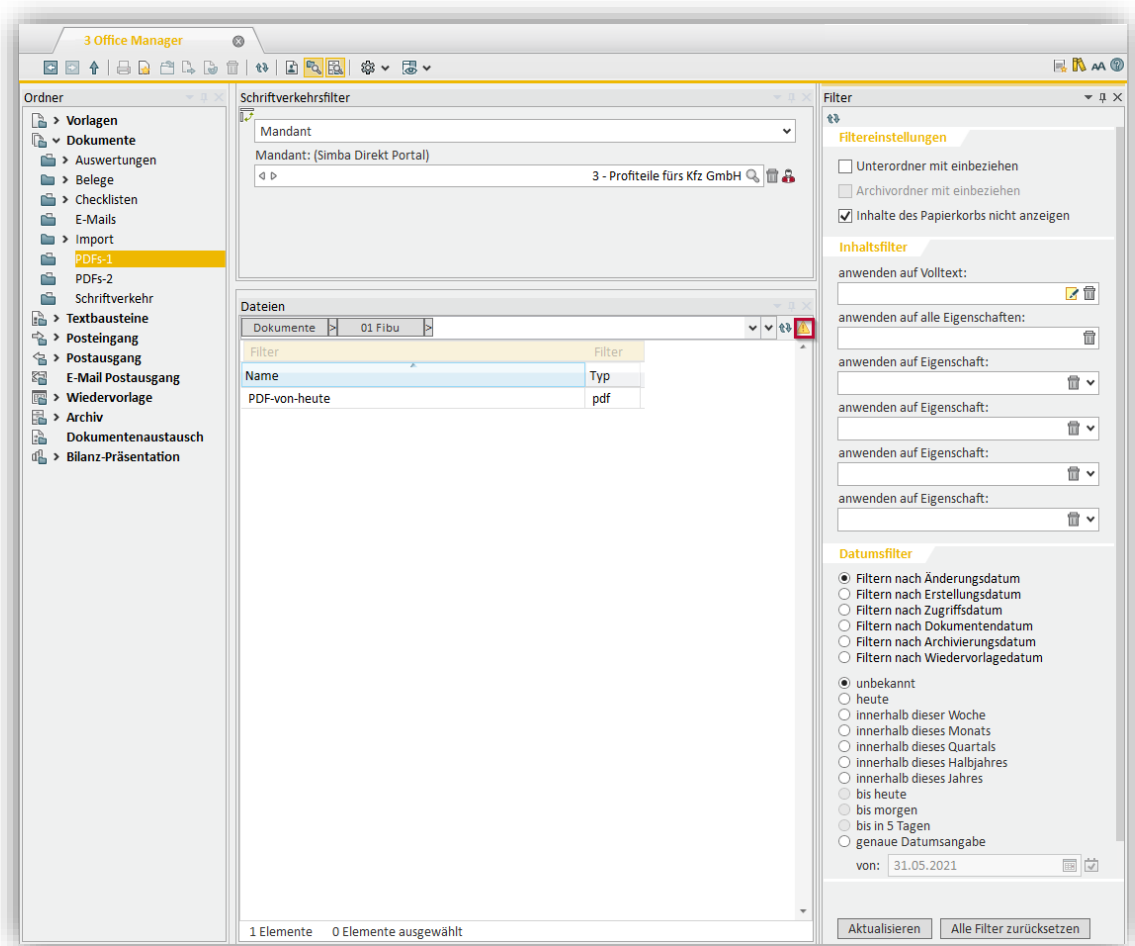 3 Office Manager
AA
Ordner
Vorlagen
Dokumente
Auswertungen
Belege
Checklisten
E-Mails
Import
PDFs-1
PDFs-2
Schriftverkehr
Textbausteine
Posteingang
Postausgang
E-Mail Postausgang
Wiedervorlage
Archiv
Dokumentenaustausch
Bilanz-Präsentation
Schriftverkehrsfilter
Mandant
Mandant: (Simba Direkt Portal)
3 - Profiteile fürs Kfz GmbH
Dateien
Dokumente 01 Fibu
Filter Filter
Name Typ
PDF-von-heute pdf
1 Elemente 0 Elemente ausgewählt
Filter
Filtereinstellungen
Unterordner mit einbeziehen
Archivordner mit einbeziehen
Inhalte des Papierkorbs nicht anzeigen
Inhaltsfilter
anwenden auf Volltext:
anwenden auf alle Eigenschaften:
anwenden auf Eigenschaft:
anwenden auf Eigenschaft:
anwenden auf Eigenschaft:
anwenden auf Eigenschaft:
Datumsfilter
Filtern nach Änderungsdatum
Filtern nach Erstellungsdatum
Filtern nach Zugriffsdatum
Filtern nach Dokumentendatum
Filtern nach Archivierungsdatum
Filtern nach Wiedervorlagedatum
unbekannt
heute
innerhalb dieser Woche
innerhalb dieses Monats
innerhalb dieses Quartals
innerhalb dieses Halbjahres
innerhalb dieses Jahres
bis heute
bis morgen
bis in 5 Tagen
genaue Datumsangabe
von: 31.05.2021
Aktualisieren Alle Filter zurücksetzen